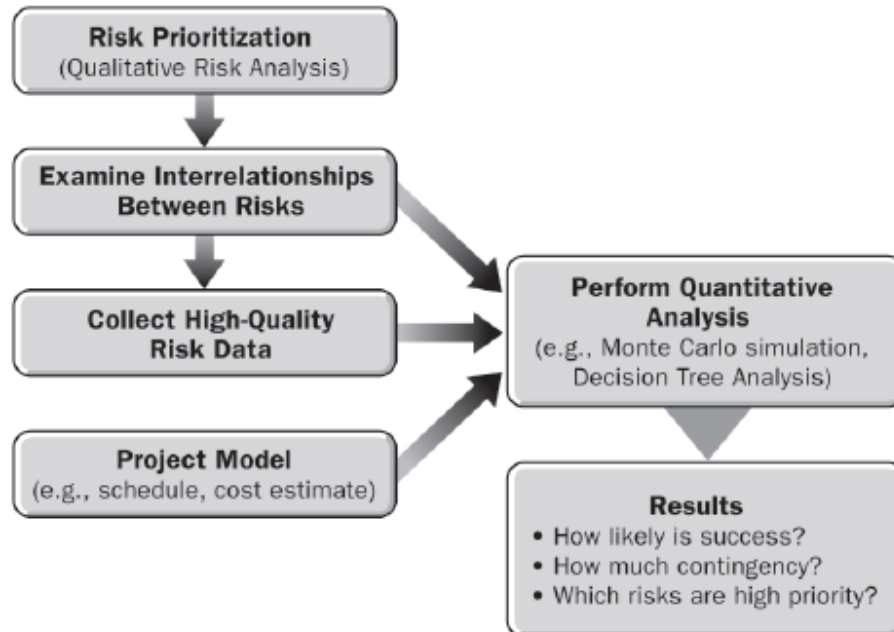 Risk Prioritization
(Qualitative Risk Analysis)
Examine Interrelationships
Between Risks
Collect High-Quality
Risk Data
Project Model
(e.g., schedule, cost estimate)
Perform Quantitative
Analysis
(e.g., Monte Carlo simulation,
Decision Tree Analysis)
Results
• How likely is success?
• How much contingency?
• Which risks are high priority?